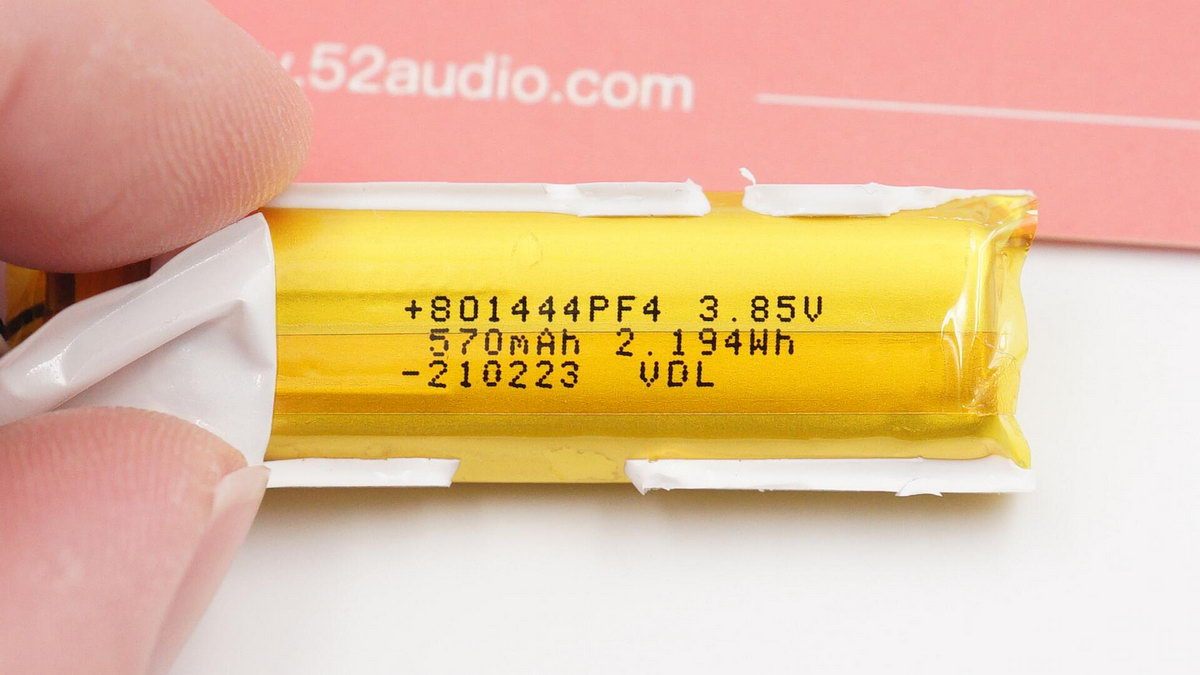 .52audio.com
+801444PF4 3.85V
570mAh 2.194Wh
-210223 VDL